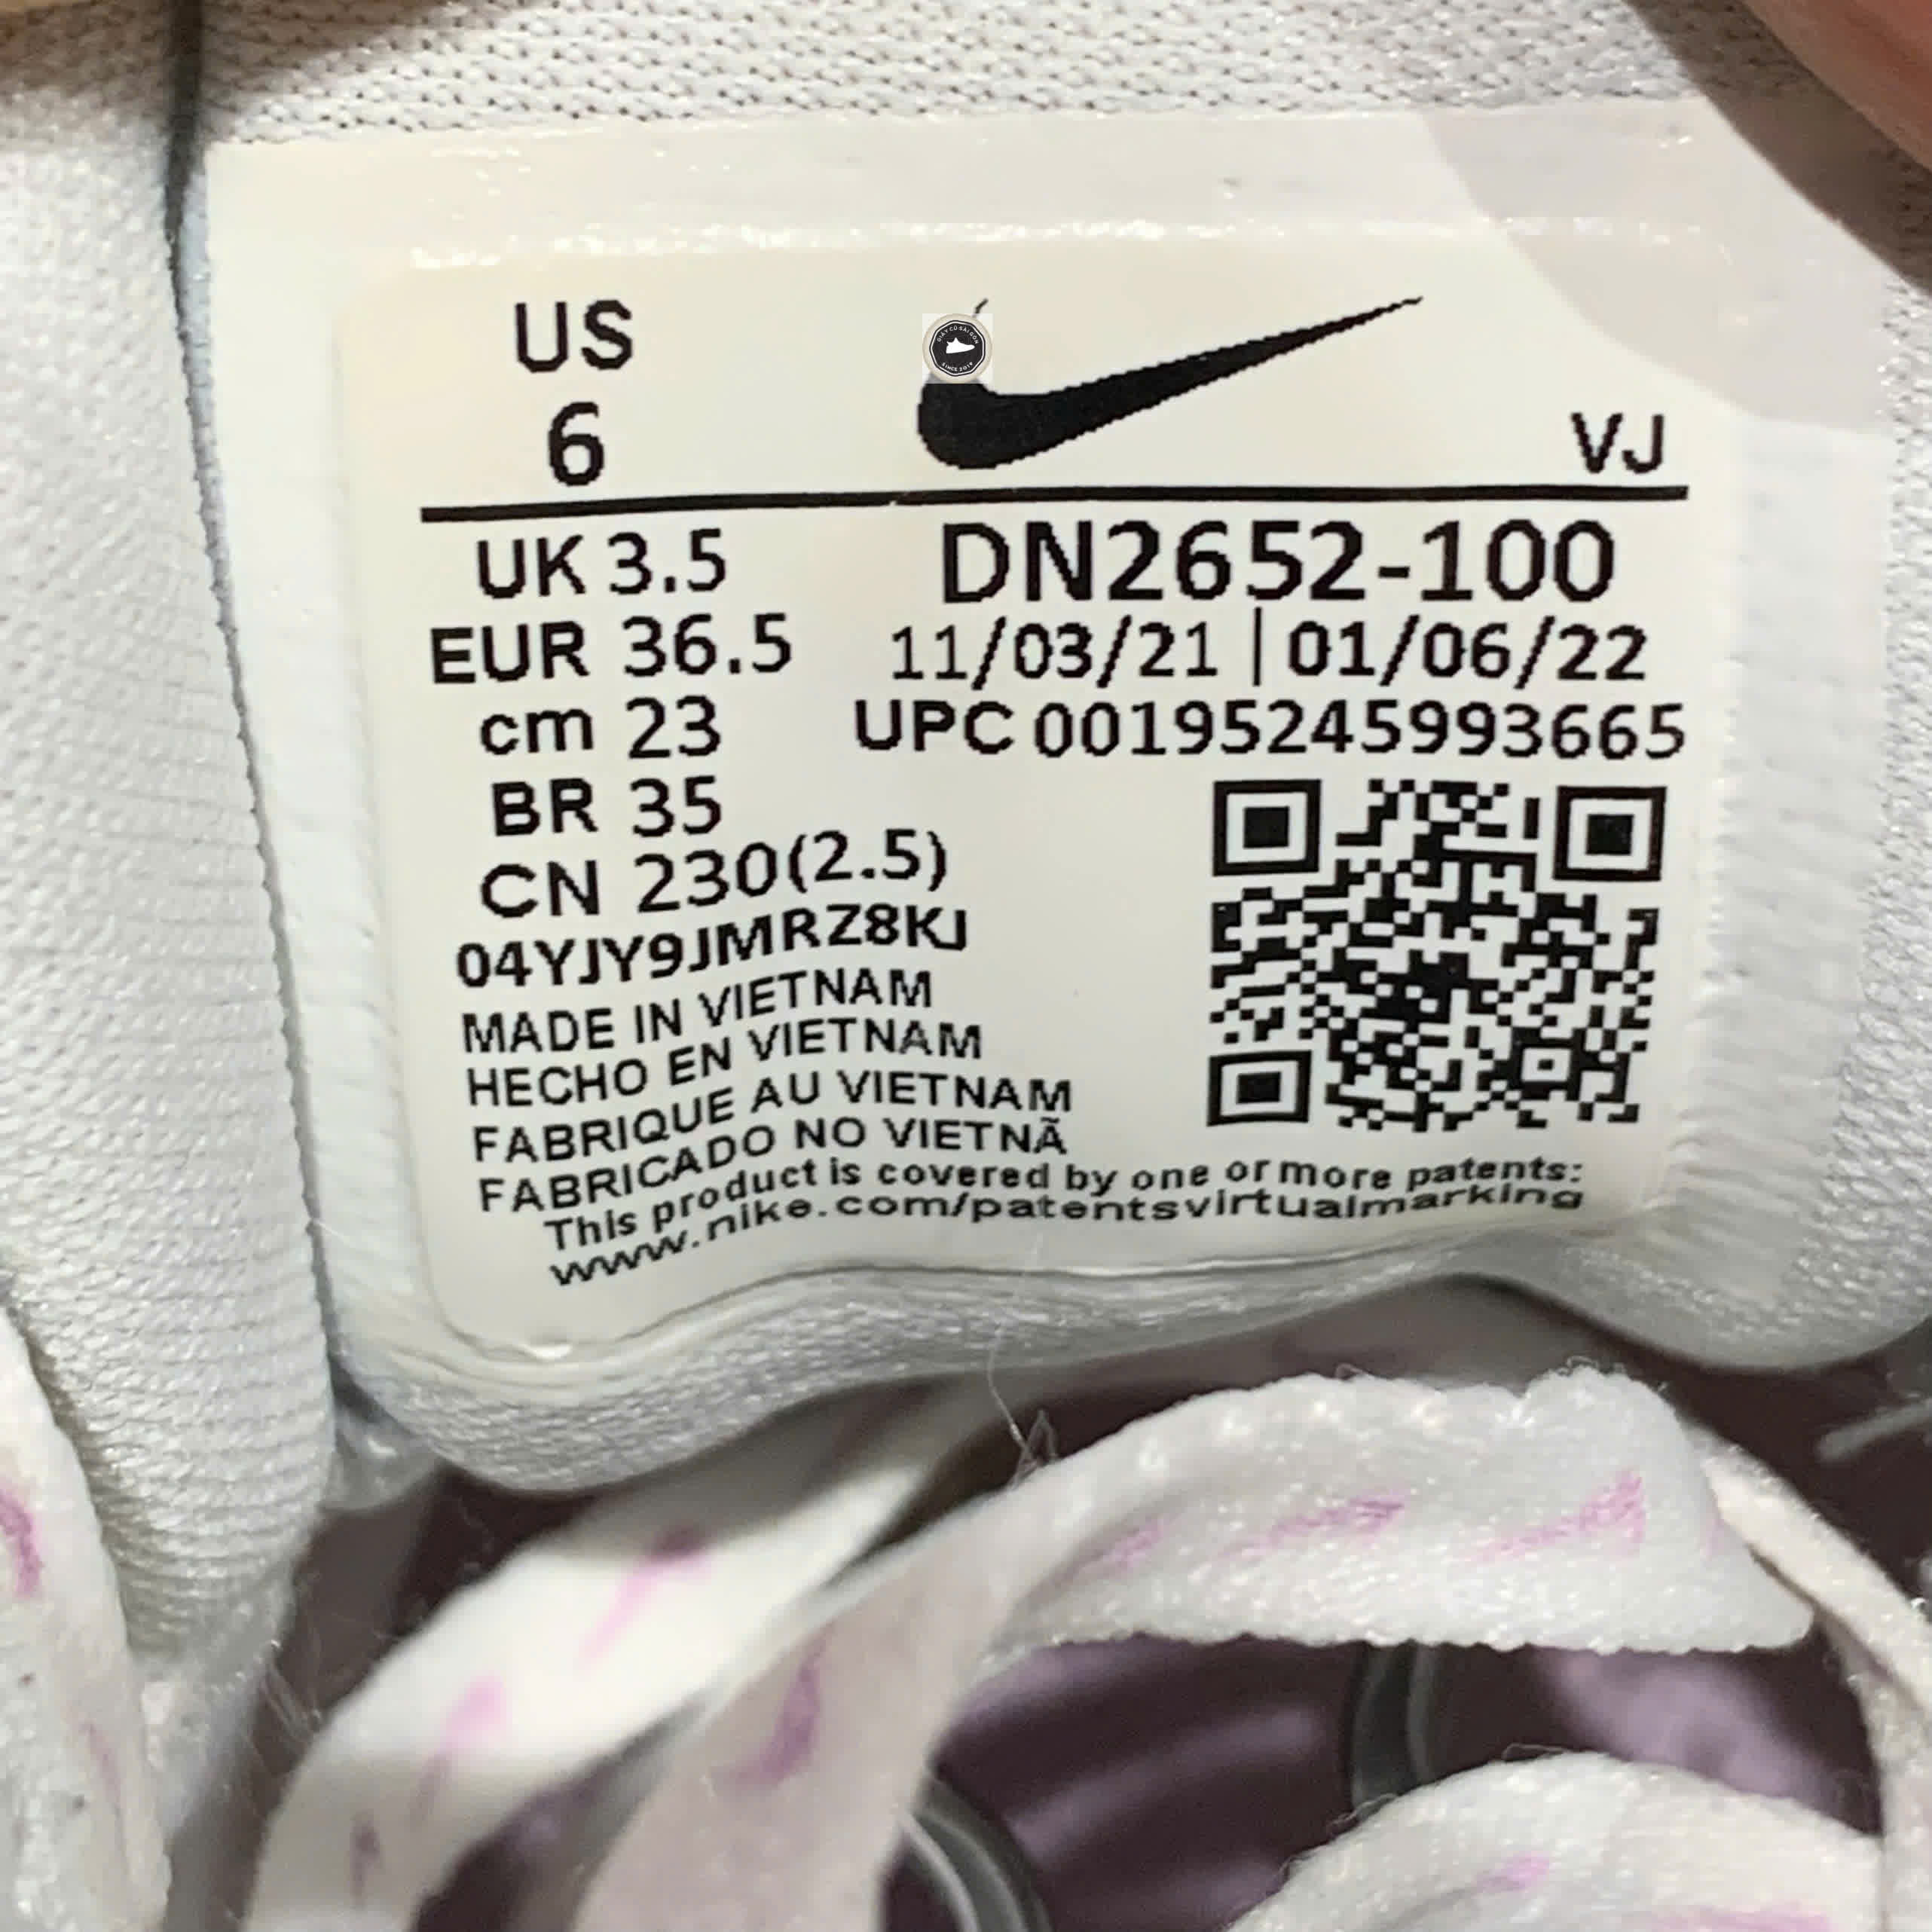 US
6
VJ
UK 3.5
DN2652-100
EUR 36.5
11/03/21 | 01/06/22
cm 23
UPC 00195245993665
BR 35
CN 230(2.5)
04YJY9JMRZ8KJ
MADE IN VIETNAM
HECHO EN VIETNAM
FABRIQUE AU VIETNAM
FABRICADO NO VIETNÃ
This product is covered by one or more patents:
www.nike.com/patentsvirtualmarking
SINCE 2019